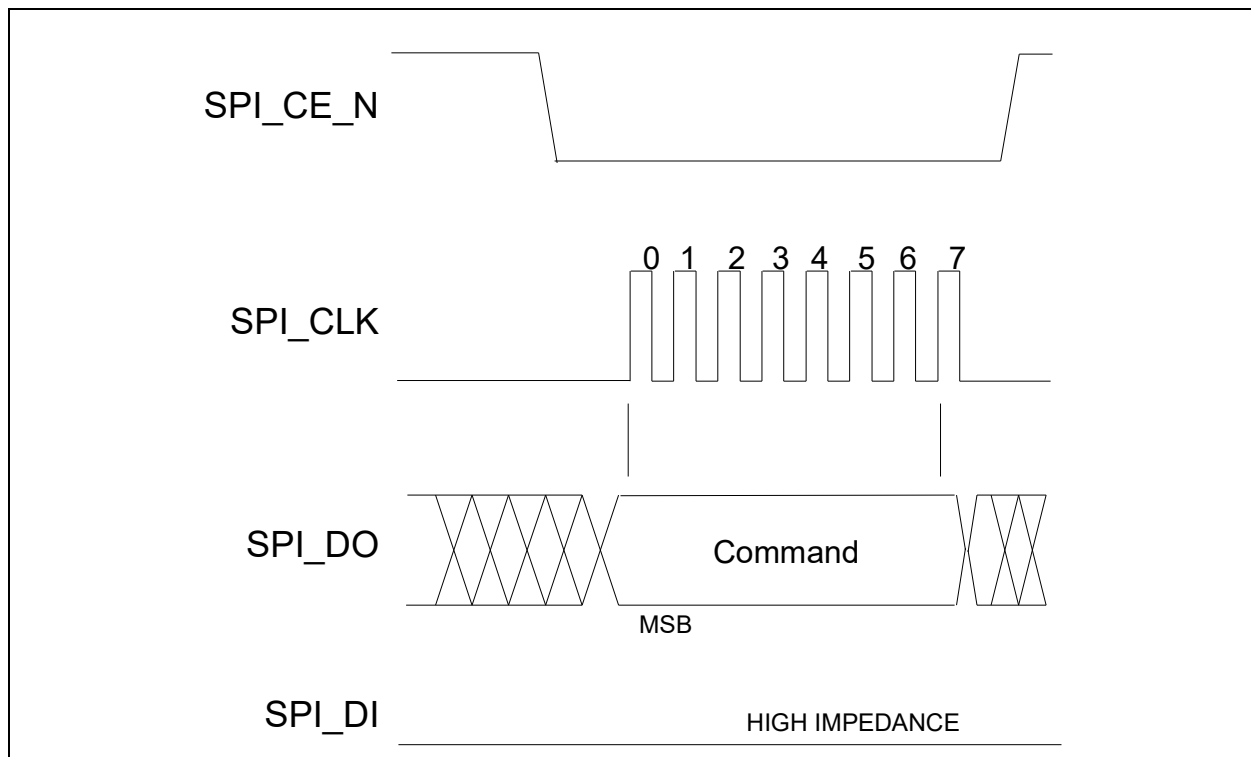 SPI_CE_N
0 1 2 3 4 5 6 7
SPI_CLK
SPI_DO
Command
MSB
SPI_DI
HIGH IMPEDANCE